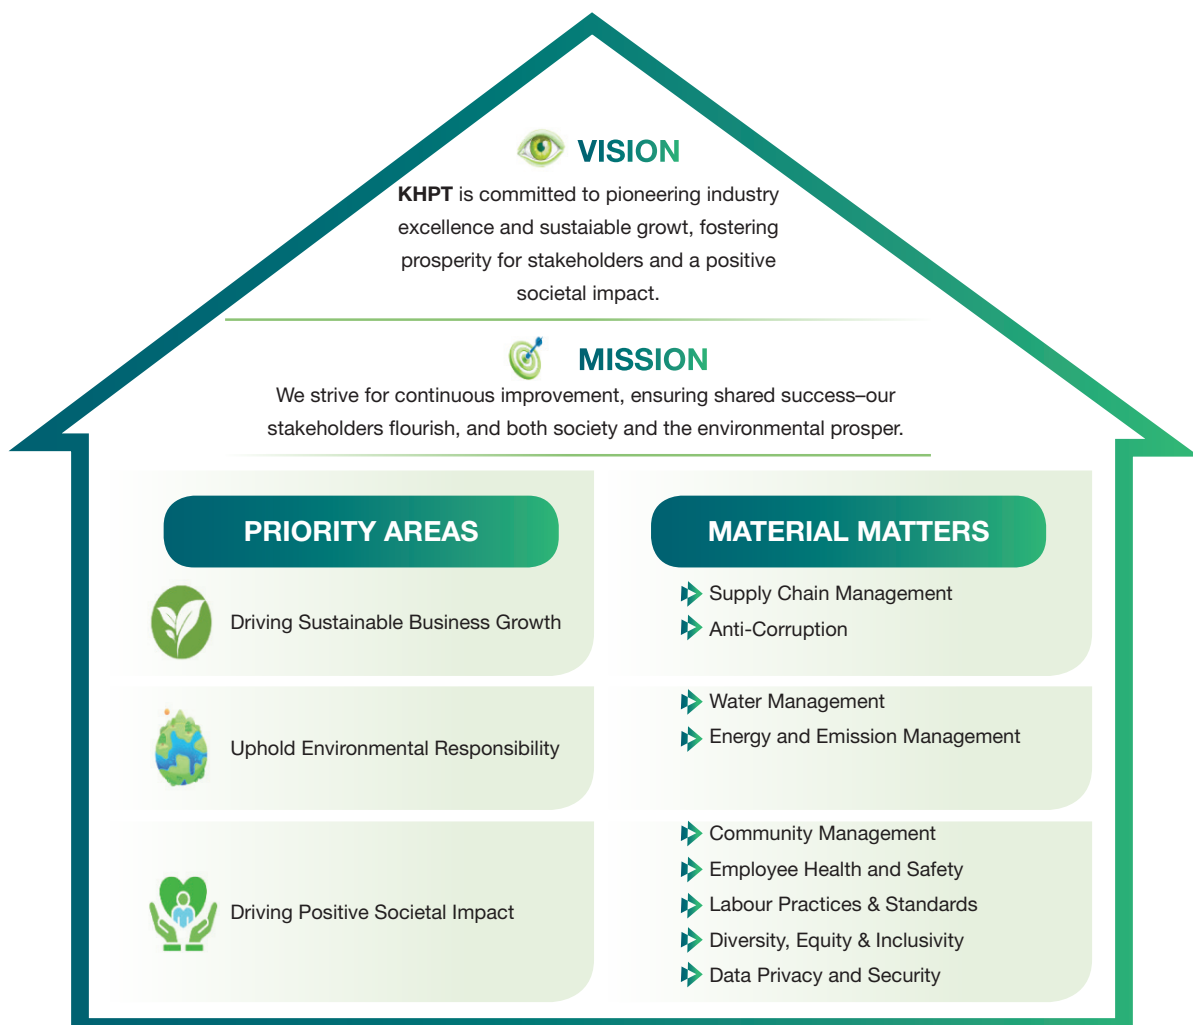 VISION
KHPT is committed to pioneering industry
excellence and sustaiable growt, fostering
prosperity for stakeholders and a positive
societal impact.
MISSION
We strive for continuous improvement, ensuring shared success–our
stakeholders flourish, and both society and the environmental prosper.
PRIORITY AREAS
Driving Sustainable Business Growth
Uphold Environmental Responsibility
Driving Positive Societal Impact
MATERIAL MATTERS
Supply Chain Management
Anti-Corruption
Water Management
Energy and Emission Management
Community Management
Employee Health and Safety
Labour Practices & Standards
Diversity, Equity & Inclusivity
Data Privacy and Security